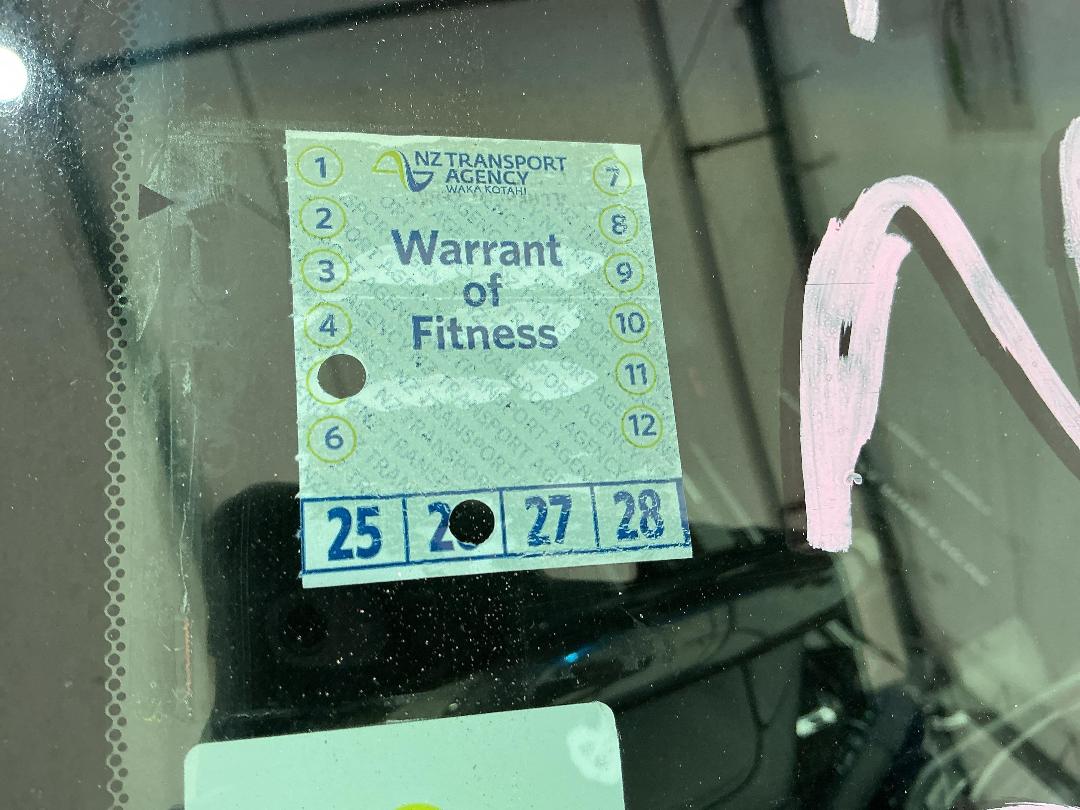 NZ TRANSPORT
AGENCY
WAKA KOTAHI
1
7
2
8
Warrant
of
Fitness
3
9
4
10
11
6
12
25 2 27 28